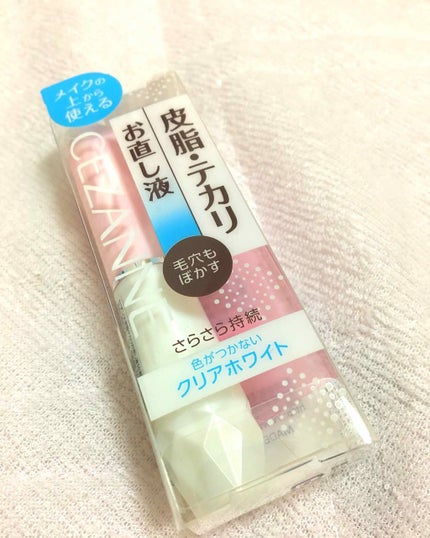 メイクの
上から
使える
CEZANNE
皮脂・テカリ
お直し液
毛穴も
ぼかす
さらさら持続
色がつかない
クリアホワイト
MADE